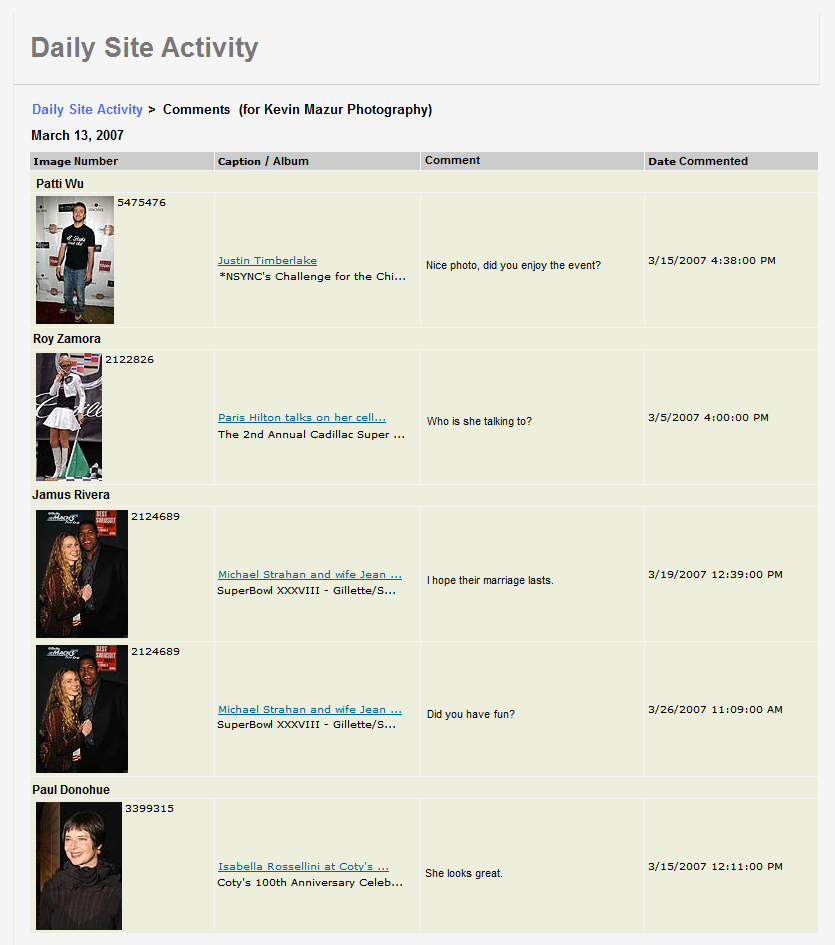 Daily Site Activity
Daily Site Activity > Comments (for Kevin Mazur Photography)
March 13, 2007
Image Number Caption / Album Comment Date Commented
Patti Wu
5475476
Justin Timberlake
*NSYNC's Challenge for the Chi...
Nice photo, did you enjoy the event?
3/15/2007 4:38:00 PM
Roy Zamora
2122826
Paris Hilton talks on her cell...
The 2nd Annual Cadillac Super ...
Who is she talking to?
3/5/2007 4:00:00 PM
Jamus Rivera
2124689
Michael Strahan and wife Jean ...
SuperBowl XXXVIII - Gillette/S...
I hope their marriage lasts.
3/19/2007 12:39:00 PM
2124689
Michael Strahan and wife Jean ...
SuperBowl XXXVIII - Gillette/S...
Did you have fun?
3/26/2007 11:09:00 AM
Paul Donohue
3399315
Isabella Rossellini at Coty's ...
Coty's 100th Anniversary Celeb...
She looks great.
3/15/2007 12:11:00 PM